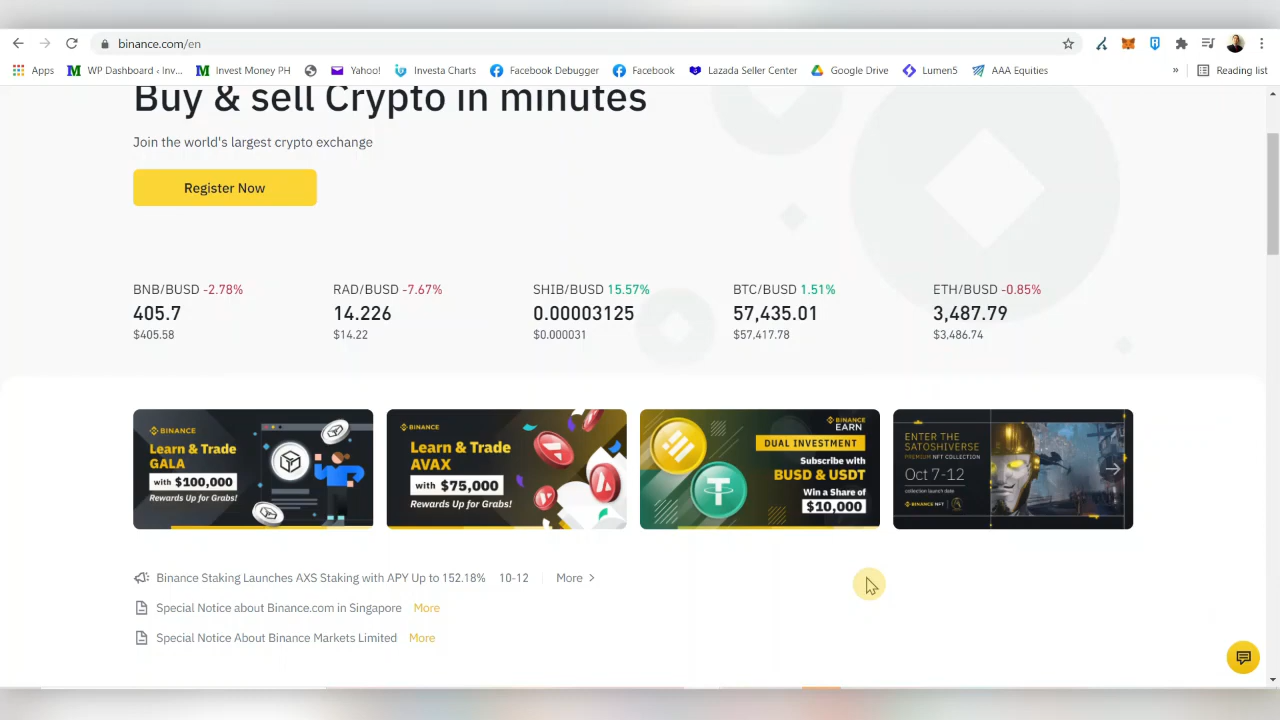 binance.com/en
Apps
WP Dashboard ‹ Inv...
Invest Money PH
Yahoo!
Investa Charts
Facebook Debugger
Facebook
Lazada Seller Center
Google Drive
Lumen5
AAA Equities
»
Reading list
Buy & sell Crypto in minutes
Join the world's largest crypto exchange
Register Now
BNB/BUSD -2.78%
405.7
$405.58
RAD/BUSD -7.67%
14.226
$14.22
SHIB/BUSD 15.57%
0.00003125
$0.000031
BTC/BUSD 1.51%
57,435.01
$57,417.78
ETH/BUSD -0.85%
3,487.79
$3,486.74
BINANCE
Learn & Trade
GALA
with $100,000
Rewards Up for Grabs!
BINANCE
Learn & Trade
AVAX
with $75,000
Rewards Up for Grabs!
BINANCE
EARN
DUAL INVESTMENT
Subscribe with
BUSD & USDT
Win a Share of
$10,000
ENTER THE
SATOSHIVERSE
PREMIUM NFT COLLECTION
Oct 7-12
collection launch date
BINANCE NFT
Binance Staking Launches AXS Staking with APY Up to 152.18% 10-12 More >
Special Notice about Binance.com in Singapore More
Special Notice About Binance Markets Limited More